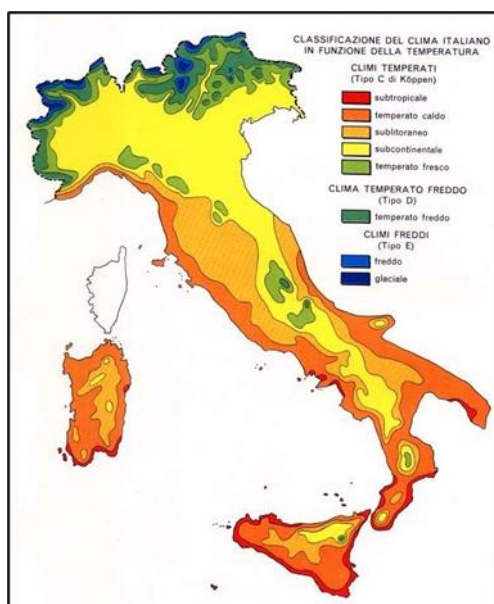 CLASSIFICAZIONE DEL CLIMA ITALIANO
IN FUNZIONE DELLA TEMPERATURA
CLIMI TEMPERATI
(Tipo C di Köppen)
subtropicale
temperato caldo
sublitoraneo
subcontinentale
temperato fresco
CLIMA TEMPERATO FREDDO
(Tipo D)
temperato freddo
CLIMI FREDDI
(Tipo E)
freddo
glaciale